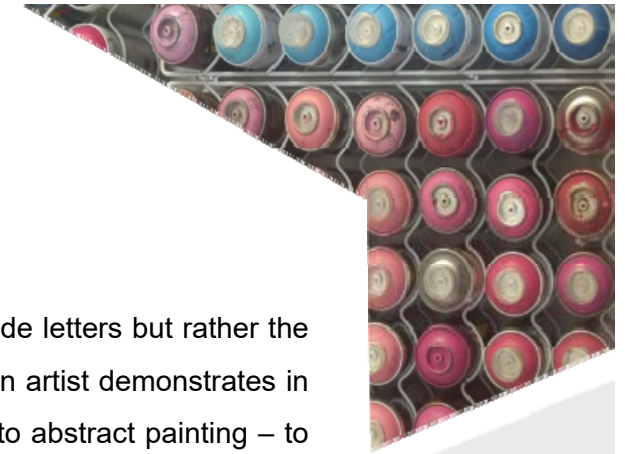 de letters but rather the
n artist demonstrates in
to abstract painting – to